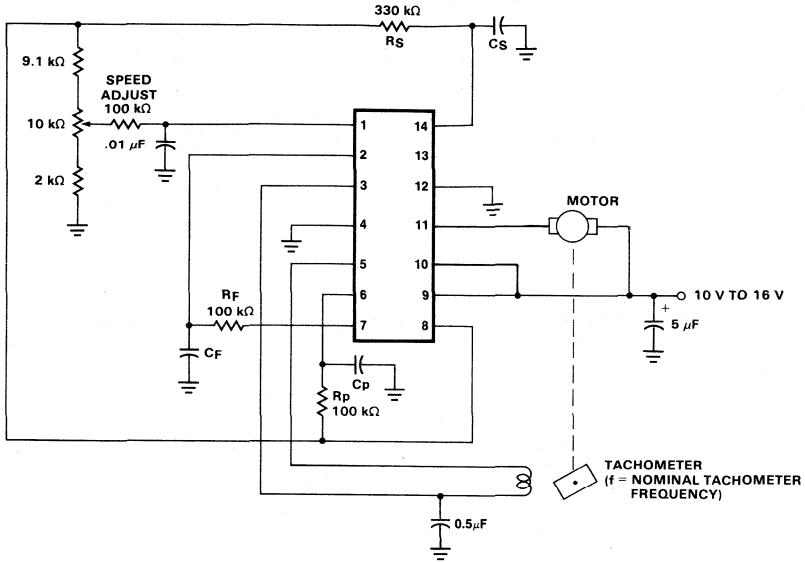 330 kΩ
RS
CS
9.1 kΩ
SPEED
ADJUST
100 kΩ
10 kΩ
.01 µF
2 kΩ
1
2
3
4
5
6
7
14
13
12
11
10
9
8
MOTOR
10 V TO 16 V
+
5 µF
RF
100 kΩ
CF
CP
RP
100 kΩ
TACHOMETER
(f = NOMINAL TACHOMETER
FREQUENCY)
0.5µF